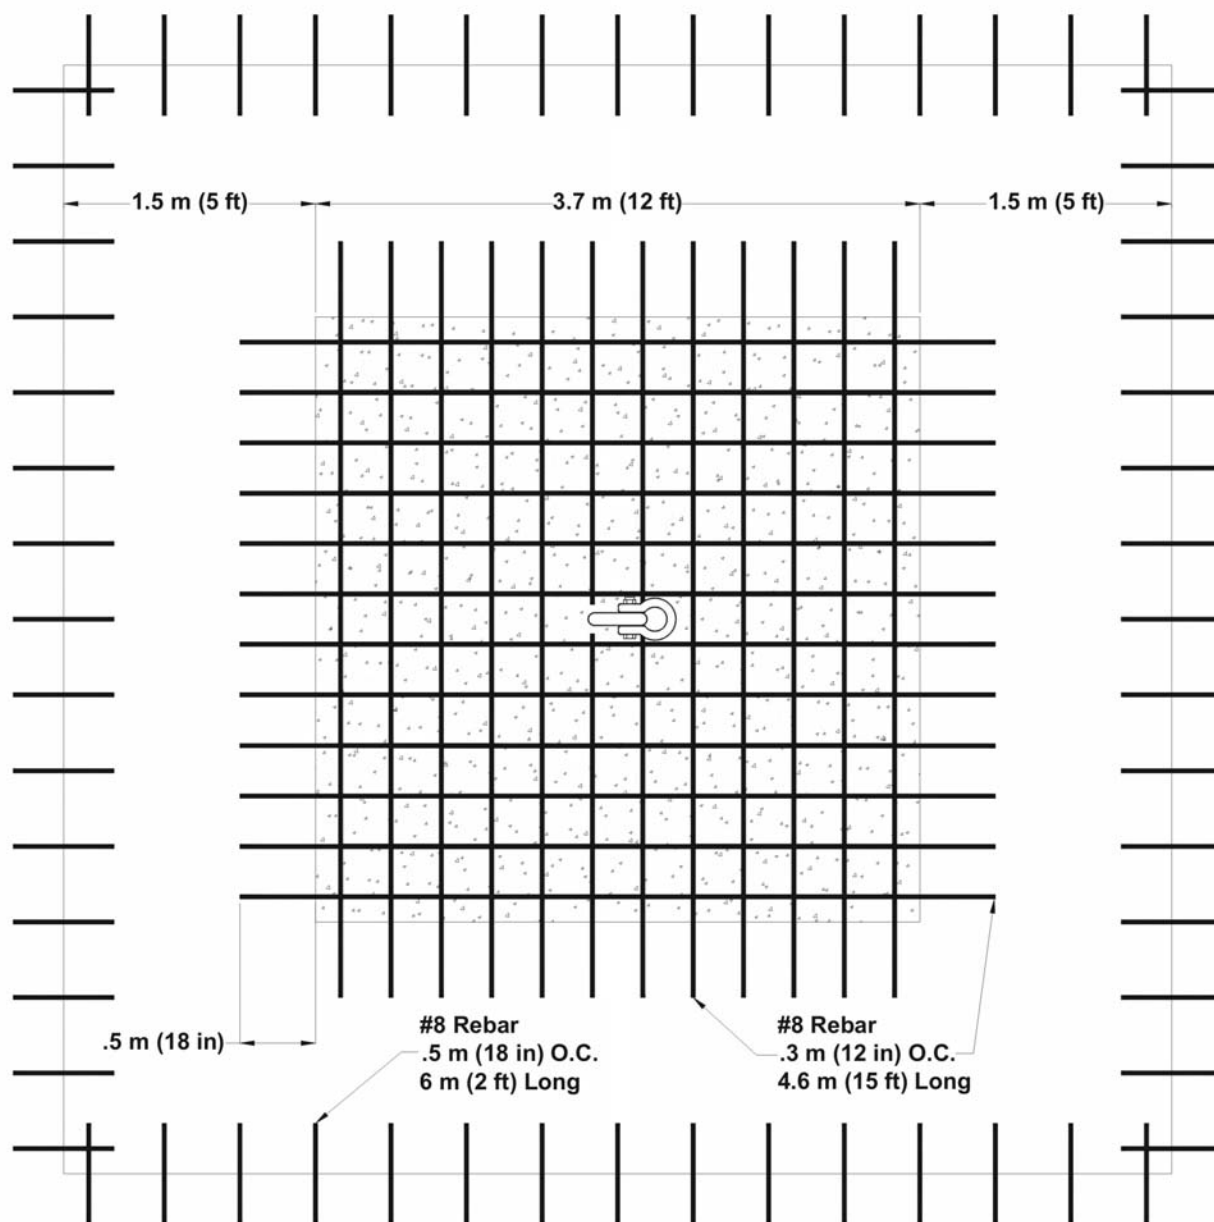 1.5 m (5 ft)
3.7 m (12 ft)
1.5 m (5 ft)
.5 m (18 in)
#8 Rebar
.5 m (18 in) O.C.
6 m (2 ft) Long
#8 Rebar
.3 m (12 in) O.C.
4.6 m (15 ft) Long